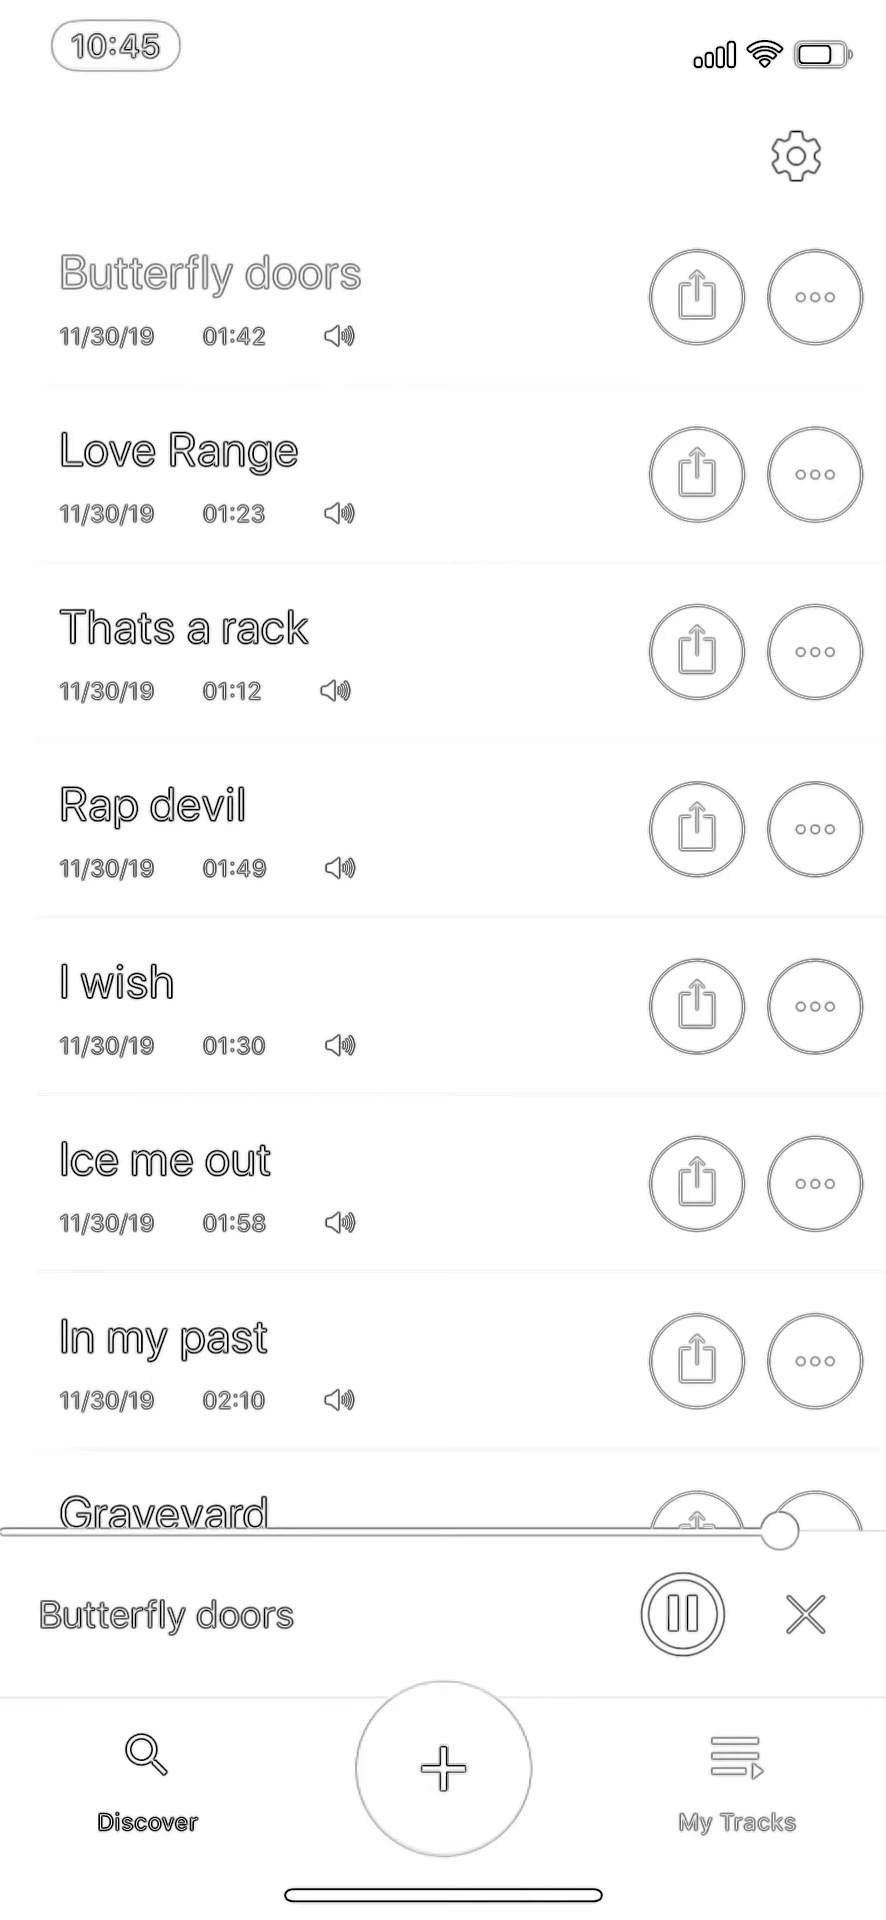 10:45
Butterfly doors
11/30/19 01:42
Love Range
11/30/19 01:23
Thats a rack
11/30/19 01:12
Rap devil
11/30/19 01:49
I wish
11/30/19 01:30
Ice me out
11/30/19 01:58
In my past
11/30/19 02:10
Graveyard
Butterfly doors
Discover
My Tracks